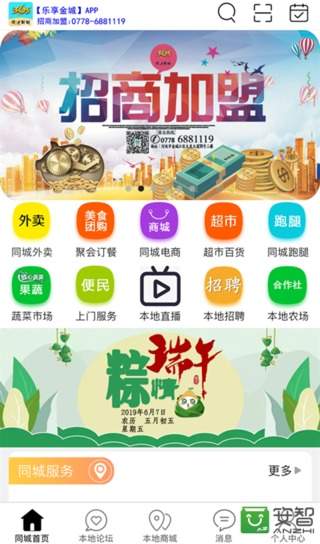 【乐享金城】APP
招商加盟:0778-6881119
招商加盟
0778 6881119
外卖
美食团购
商城
超市
跑腿
同城外卖
聚会订餐
同城电商
超市百货
同城跑腿
果蔬
便民
招聘
合作社
蔬菜市场
上门服务
本地直播
本地招聘
本地农场
粽情
端午
2019年6月7日
农历 五月初五
星期五
同城服务
更多>
安智
ANZHI
同城首页
本地论坛
本地商城
消息
个人中心